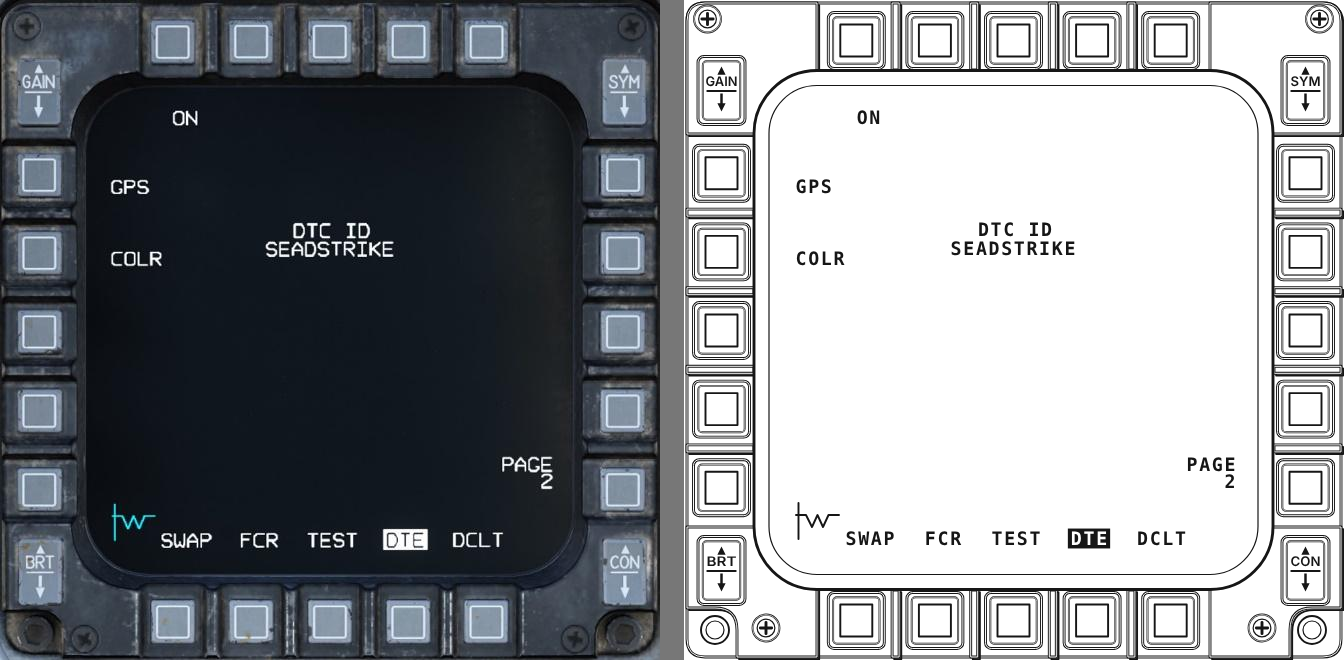 GAIN
SYM
ON
GPS
DTC ID
SEADSTRIKE
COLR
PAGE
2
SWAP FCR TEST DTE DCLT
BRT
CON
GAIN
SYM
ON
GPS
DTC ID
SEADSTRIKE
COLR
PAGE
2
SWAP FCR TEST DTE DCLT
BRT
CON